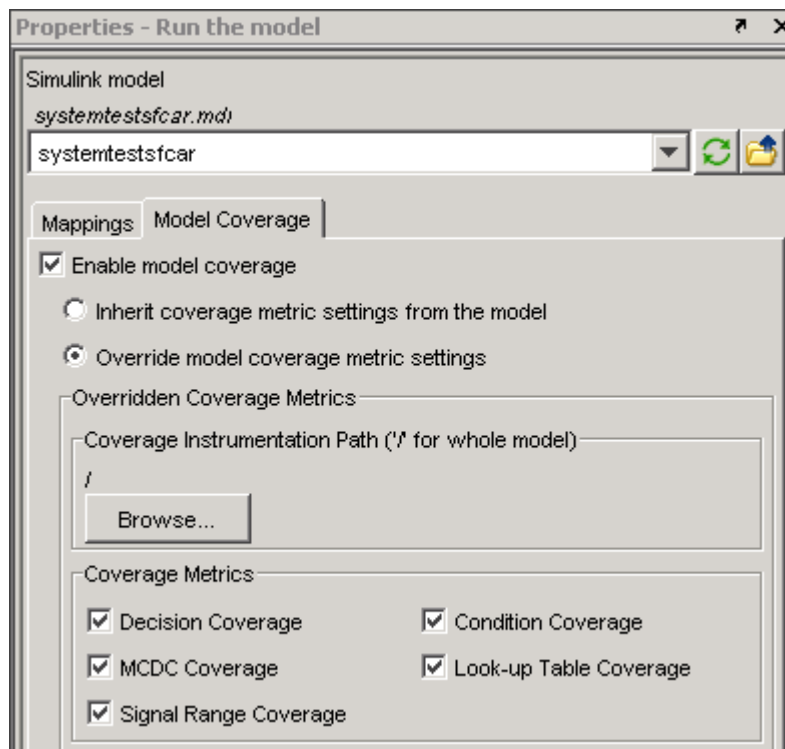 Properties - Run the model
Simulink model
systemtestsfcar.mdl
systemtestsfcar
Mappings Model Coverage
Enable model coverage
Inherit coverage metric settings from the model
Override model coverage metric settings
Overridden Coverage Metrics
Coverage Instrumentation Path ('/' for whole model)
/
Browse...
Coverage Metrics
Decision Coverage Condition Coverage
MCDC Coverage Look-up Table Coverage
Signal Range Coverage